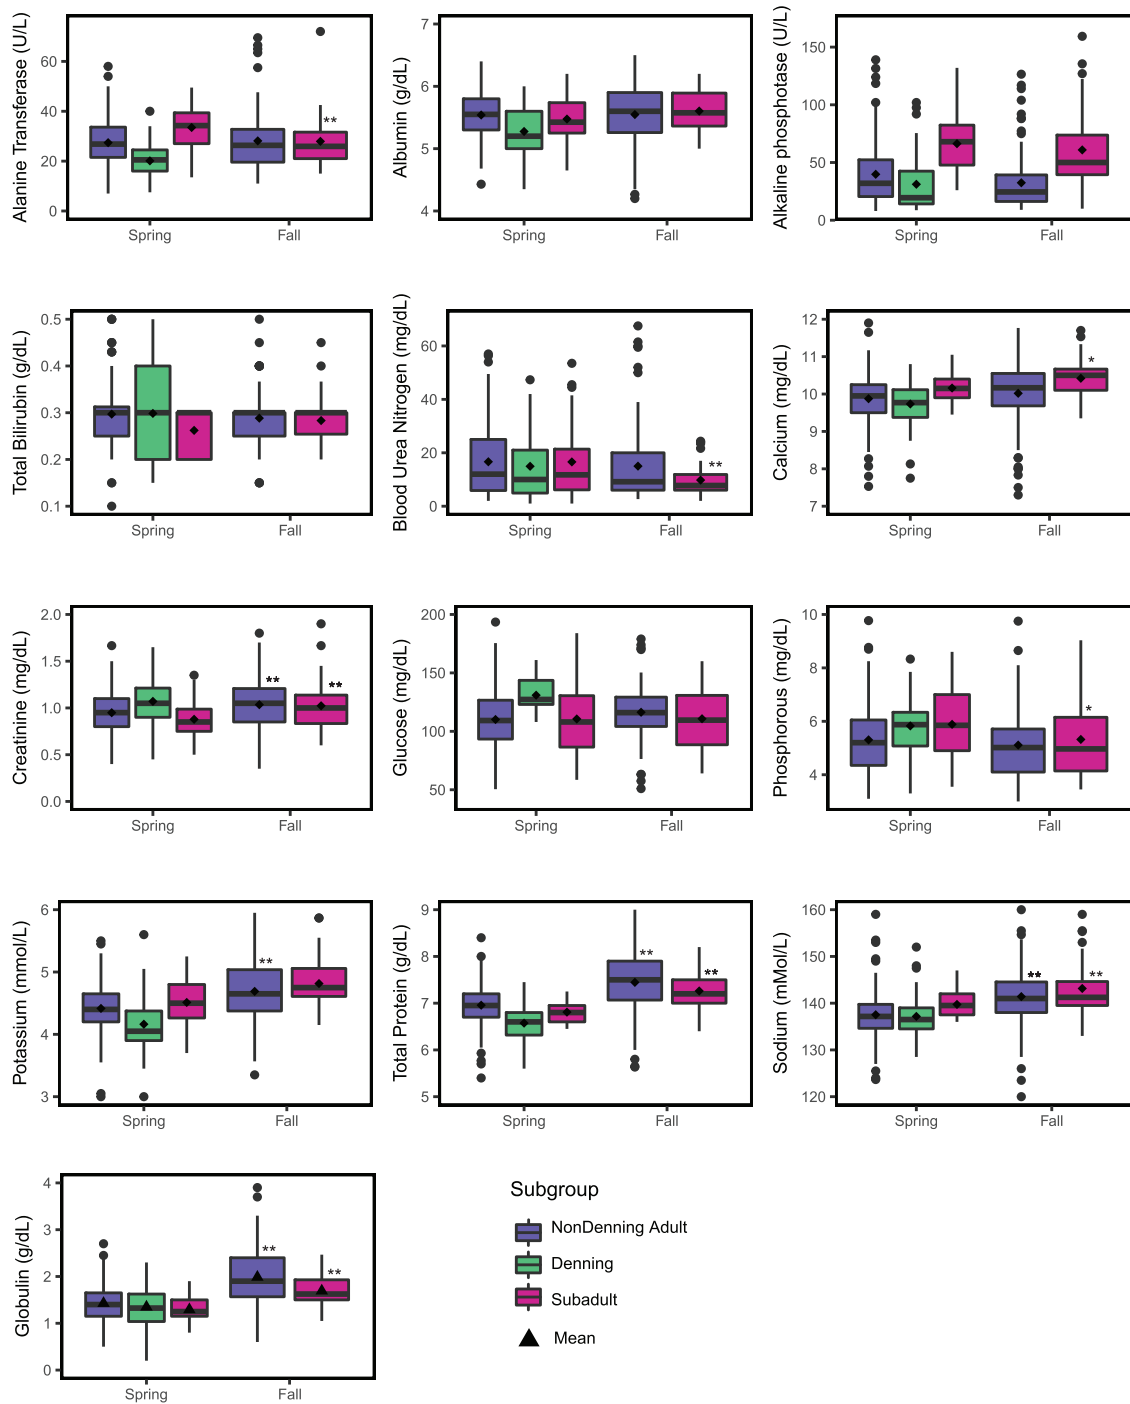 Alanine Transferase (U/L)
60
40
20
0
**
Spring
Fall
Albumin (g/dL)
7
6
5
4
Spring
Fall
Alkaline phosphotase (U/L)
150
100
50
0
Spring
Fall
Total Bilirubin (g/dL)
0.5
0.4
0.3
0.2
0.1
Spring
Fall
Blood Urea Nitrogen (mg/dL)
60
40
20
0
**
Spring
Fall
Calcium (mg/dL)
12
11
10
9
8
7
*
Spring
Fall
Creatinine (mg/dL)
2.0
1.5
1.0
0.5
0.0
**
**
Spring
Fall
Glucose (mg/dL)
200
150
100
50
Spring
Fall
Phosphorous (mg/dL)
10
8
6
4
*
Spring
Fall
Potassium (mmol/L)
6
5
4
3
**
Spring
Fall
Total Protein (g/dL)
9
8
7
6
5
**
**
Spring
Fall
Sodium (mMol/L)
160
150
140
130
120
**
**
Spring
Fall
Globulin (g/dL)
4
3
2
1
0
**
**
Spring
Fall
Subgroup
NonDenning Adult
Denning
Subadult
Mean